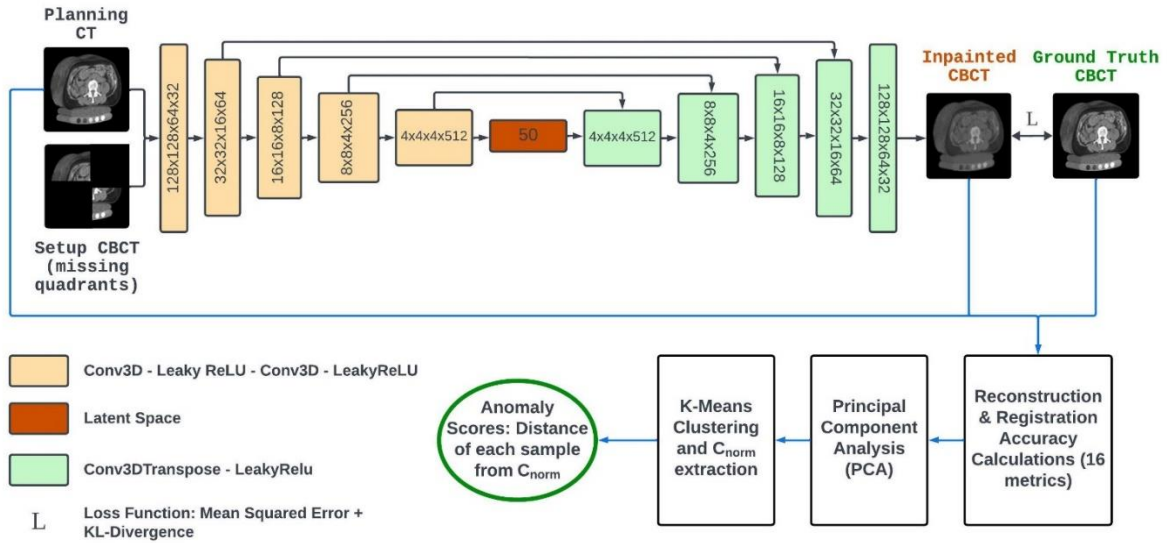 Planning
CT
Setup CBCT
(missing
quadrants)
128x128x64x32
32x32x16x64
16x16x8x128
8x8x4x256
4x4x4x512
50
4x4x4x512
8x8x4x256
16x16x8x128
32x32x16x64
128x128x64x32
Inpainted
CBCT
L
Ground Truth
CBCT
Conv3D - Leaky ReLU - Conv3D - LeakyReLU
Latent Space
Conv3DTranspose - LeakyRelu
L
Loss Function: Mean Squared Error +
KL-Divergence
Anomaly
Scores: Distance
of each sample
from Cnorm
K-Means
Clustering
and Cnorm
extraction
Principal
Component
Analysis
(PCA)
Reconstruction
& Registration
Accuracy
Calculations (16
metrics)